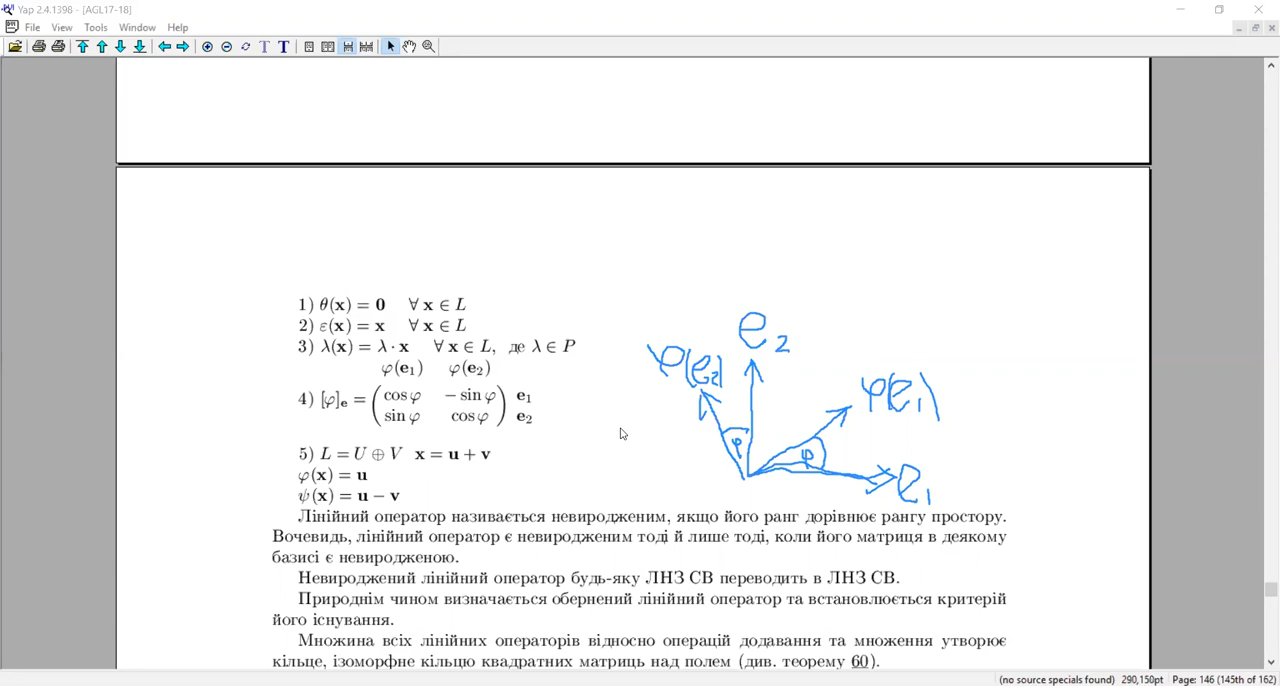 Yap 2.4.1398 - [AGL17-18]
File View Tools Window Help
1) θ(x) = 0 ∀ x ∈ L
2) ε(x) = x ∀ x ∈ L
3) λ(x) = λ · x ∀ x ∈ L, де λ ∈ P
φ(e₁) φ(e₂)
4) [φ]ₑ = ( cos φ − sin φ ) e₁
( sin φ cos φ ) e₂
5) L = U ⊕ V x = u + v
φ(x) = u
ψ(x) = u − v
e₂
φ(e₂)
φ(e₁)
φ
φ
e₁
Лінійний оператор називається невиродженим, якщо його ранг дорівнює рангу простору.
Вочевидь, лінійний оператор є невиродженим тоді й лише тоді, коли його матриця в деякому
базисі є невиродженою.
Невироджений лінійний оператор будь-яку ЛНЗ СВ переводить в ЛНЗ СВ.
Природнім чином визначається обернений лінійний оператор та встановлюється критерій
його існування.
Множина всіх лінійних операторів відносно операцій додавання та множення утворює
кільце, ізоморфне кільцю квадратних матриць над полем (див. теорему 60).
(no source specials found) 290,150pt Page: 146 (145th of 162)